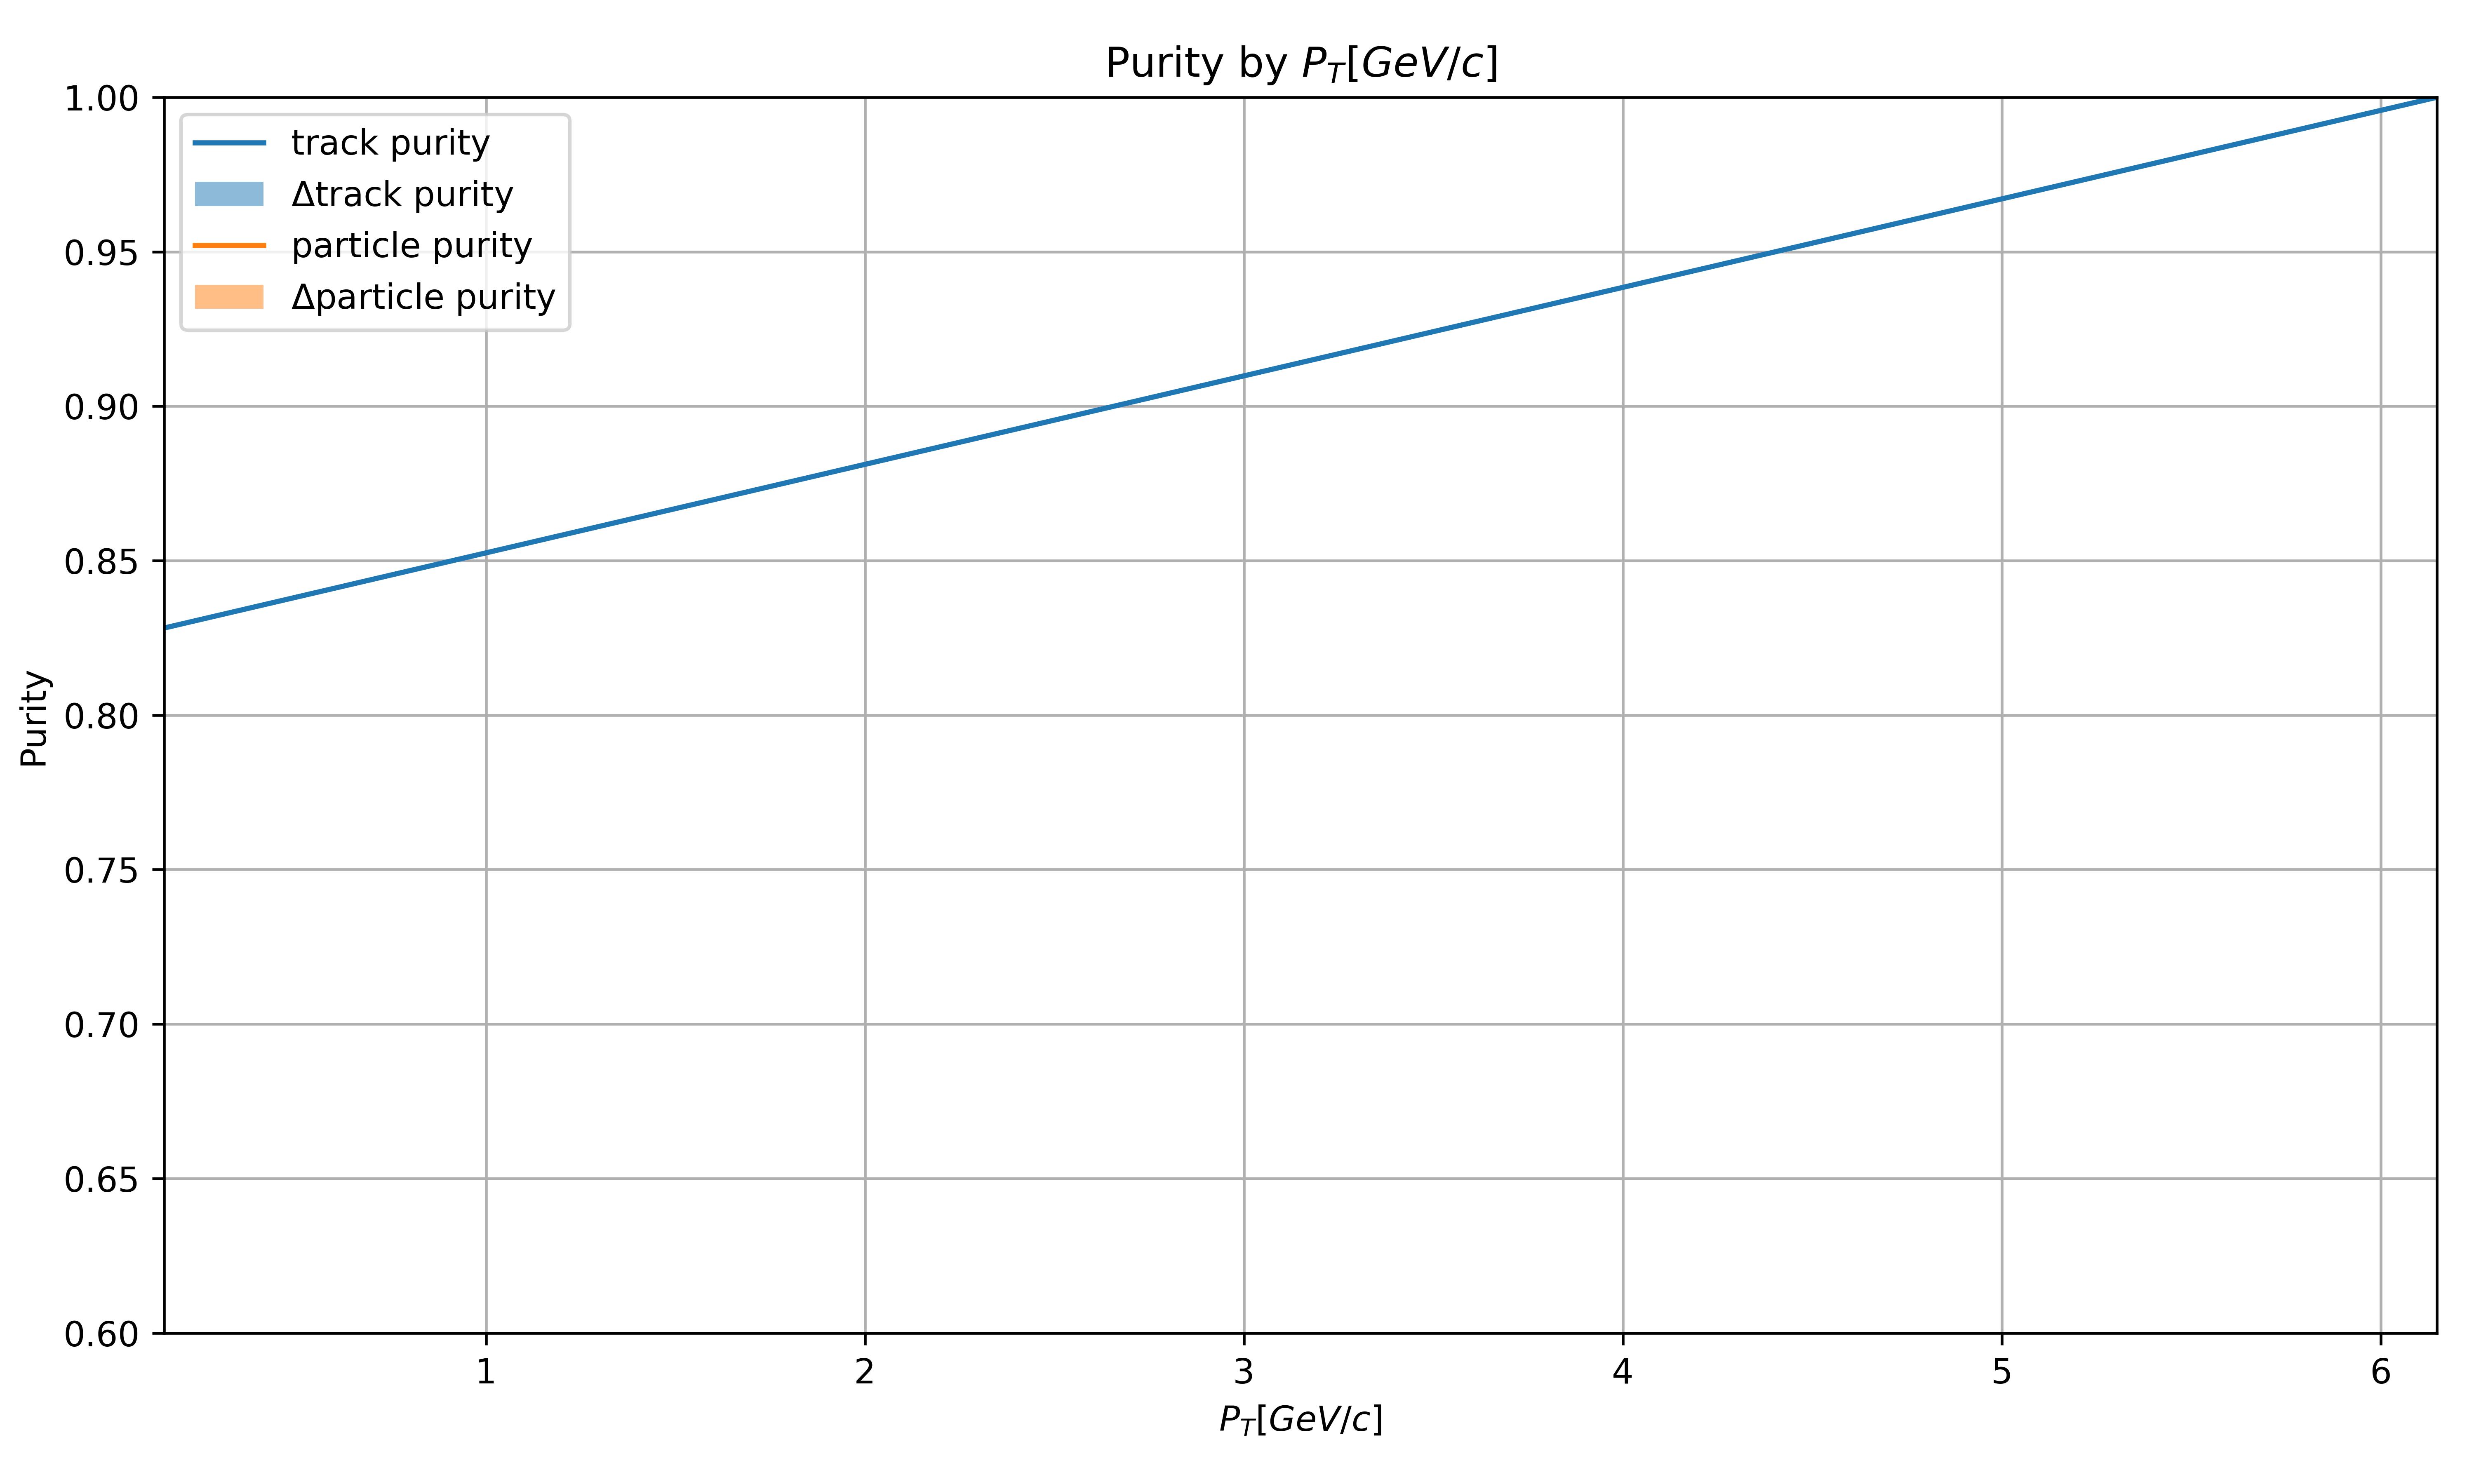 Purity by P_T[GeV/c]
1.00
track purity
Δtrack purity
0.95
particle purity
Δparticle purity
0.90
0.85
0.80
Purity
0.75
0.70
0.65
0.60
1 2 3 4 5 6
P_T[GeV/c]